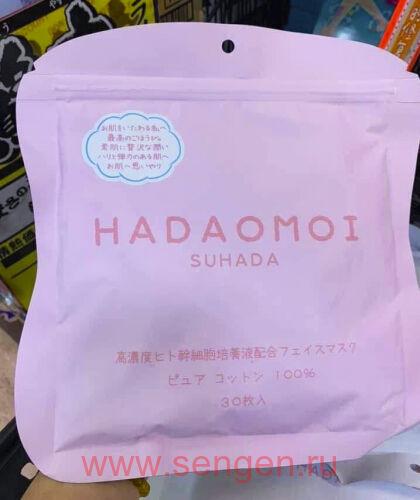 お肌をいたわる私へ
最高のごほうびを
素肌に贅沢な潤い
ハリと弾力のある肌へ
お肌へ思いやり
HADAOMOI
SUHADA
高濃度ヒト幹細胞培養液配合フェイスマスク
ピュア コットン 100%
30枚入
www.sengen.ru